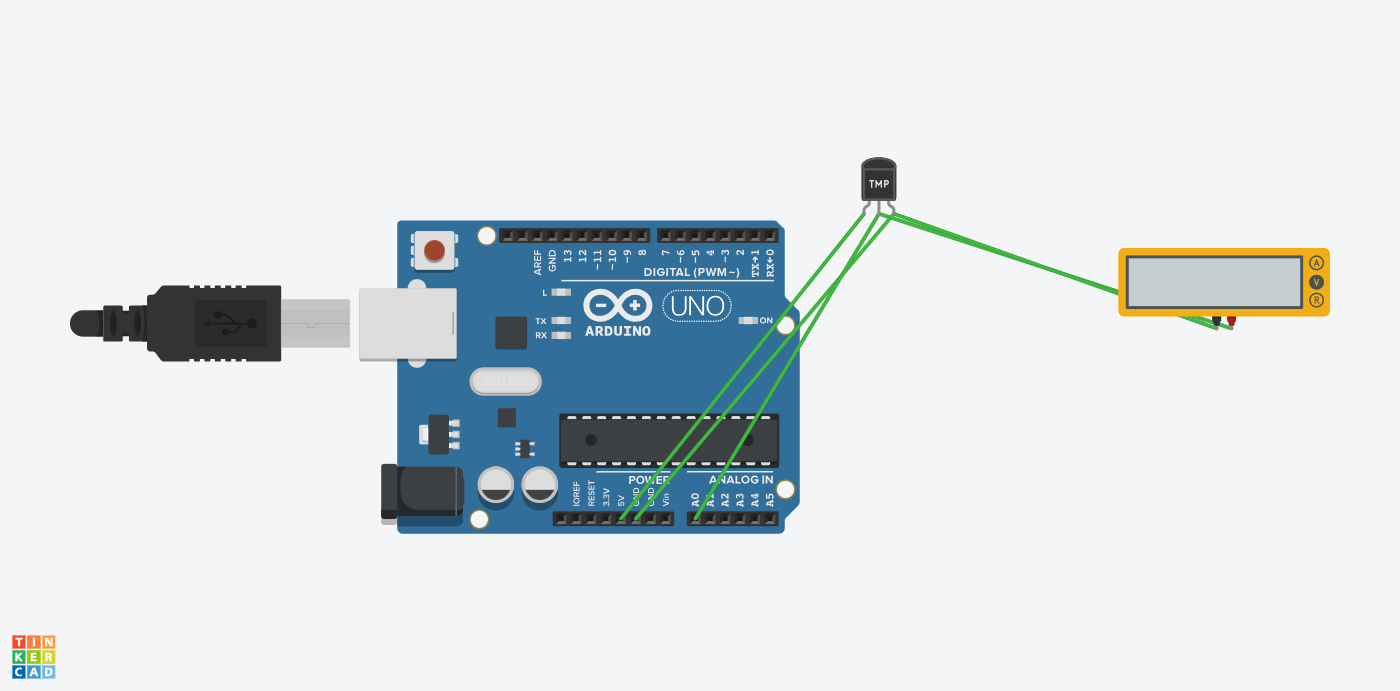 TMP
AREF
GND
13
12
~11
~10
~9
8
7
~6
~5
4
~3
2
TX→1
RX←0
DIGITAL (PWM~)
L
TX
RX
ARDUINO
UNO
ON
A
V
R
POWER
ANALOG IN
IOREF
RESET
3.3V
5V
GND
GND
Vin
A0
A1
A2
A3
A4
A5
TIN
KER
CAD